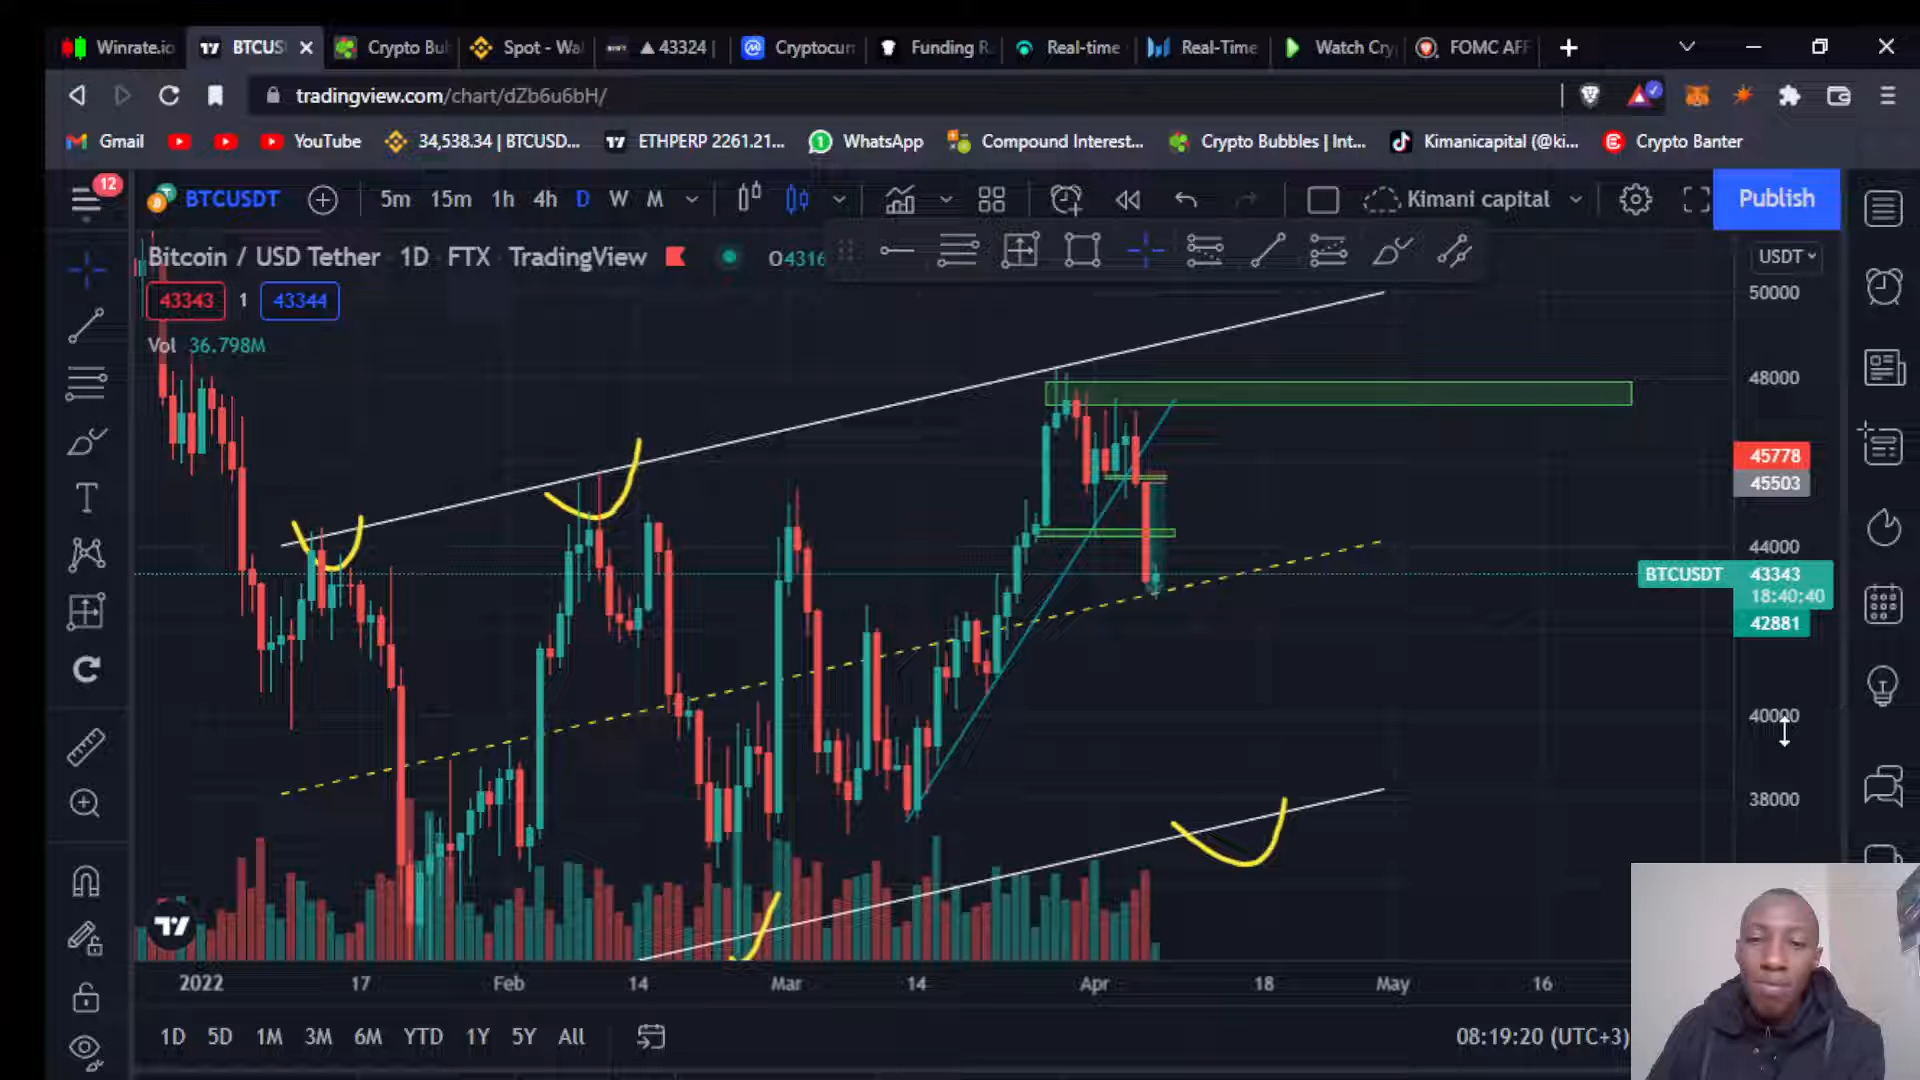 Winrate.io BTCUS Crypto Bu Spot - Wa ▲ 43324 Cryptocurr Funding R Real-time Real-Time Watch Cry FOMC AFF
tradingview.com/chart/dZb6u6bH/
Gmail YouTube 34,538.34 | BTCUSD... ETHPERP 2261.21... WhatsApp Compound Interest... Crypto Bubbles | Int... Kimanicapital (@ki... Crypto Banter
12
BTCUSDT 5m 15m 1h 4h D W M Kimani capital Publish
Bitcoin / USD Tether 1D FTX TradingView O4316 USDT
43343 1 43344
50000
Vol 36.798M
48000
45778
45503
44000
BTCUSDT 43343
18:40:40
42881
40000
38000
2022 17 Feb 14 Mar 14 Apr 18 May 16
1D 5D 1M 3M 6M YTD 1Y 5Y All 08:19:20 (UTC+3)